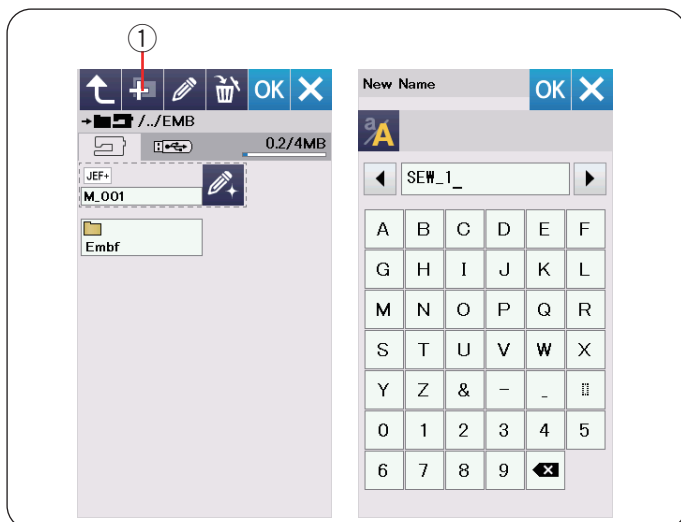 ①
OK
→ /../EMB
0.2/4MB
JEF+
M_001
Embf
New Name OK
a/A
SEW_1_
A B C D E F
G H I J K L
M N O P Q R
S T U V W X
Y Z & - _
0 1 2 3 4 5
6 7 8 9